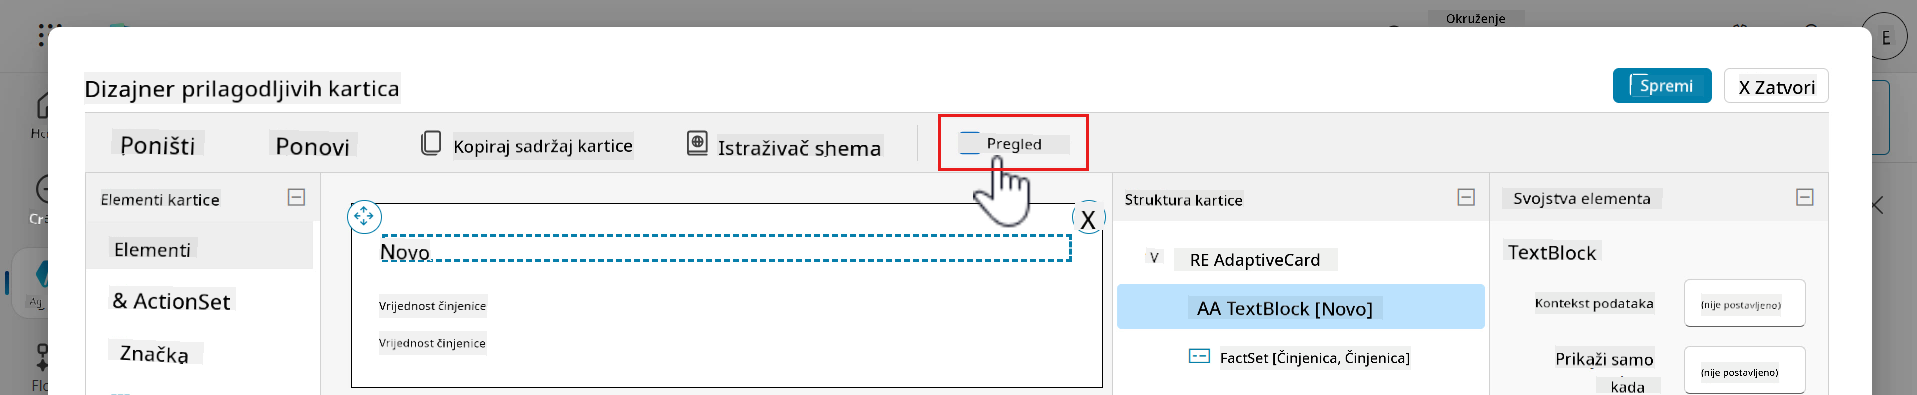 Okruženje
E
Dizajner prilagodljivih kartica
Spremi
X Zatvori
Poništi
Ponovi
Kopiraj sadržaj kartice
Istraživač shema
Pregled
Elementi kartice
Struktura kartice
Svojstva elementa
X
Elementi
Novo
V
RE AdaptiveCard
TextBlock
& ActionSet
Vrijednost činjenice
AA TextBlock [Novo]
Kontekst podataka
(nije postavljeno)
Značka
Vrijednost činjenice
FactSet [Činjenica, Činjenica]
Prikaži samo
kada
(nije postavljeno)